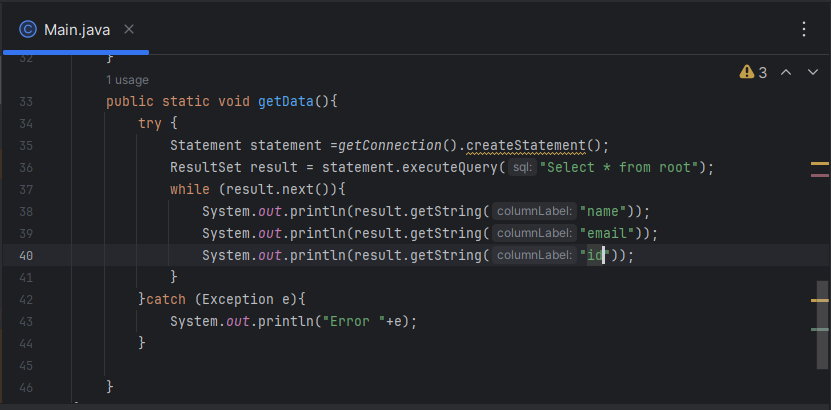 C Main.java ×
32 }
1 usage
3
33 public static void getData(){
34 try {
35 Statement statement =getConnection().createStatement();
36 ResultSet result = statement.executeQuery( sql: "Select * from root");
37 while (result.next()){
38 System.out.println(result.getString( columnLabel: "name"));
39 System.out.println(result.getString( columnLabel: "email"));
40 System.out.println(result.getString( columnLabel: "id"));
41 }
42 }catch (Exception e){
43 System.out.println("Error "+e);
44 }
45
46 }